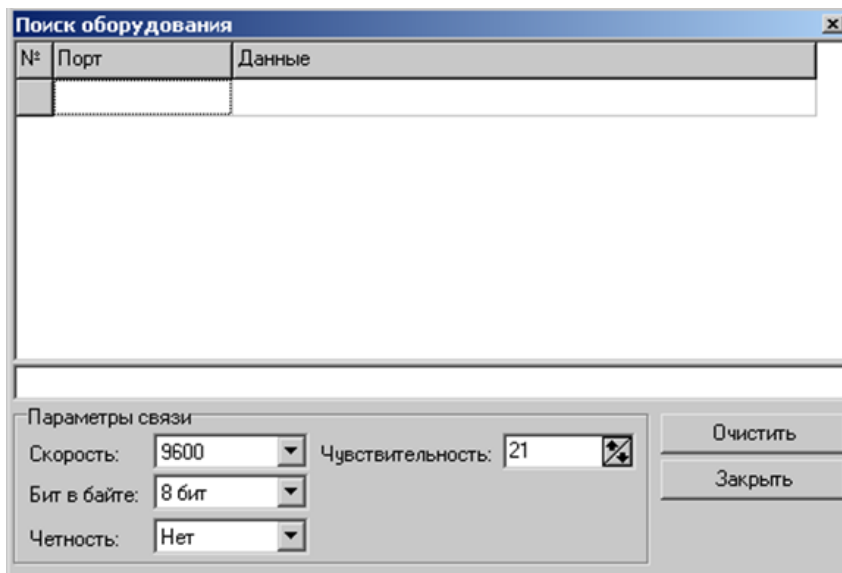 Поиск оборудования
№ Порт Данные
Параметры связи
Скорость: 9600 Чувствительность: 21
Бит в байте: 8 бит
Четность: Нет
Очистить
Закрыть